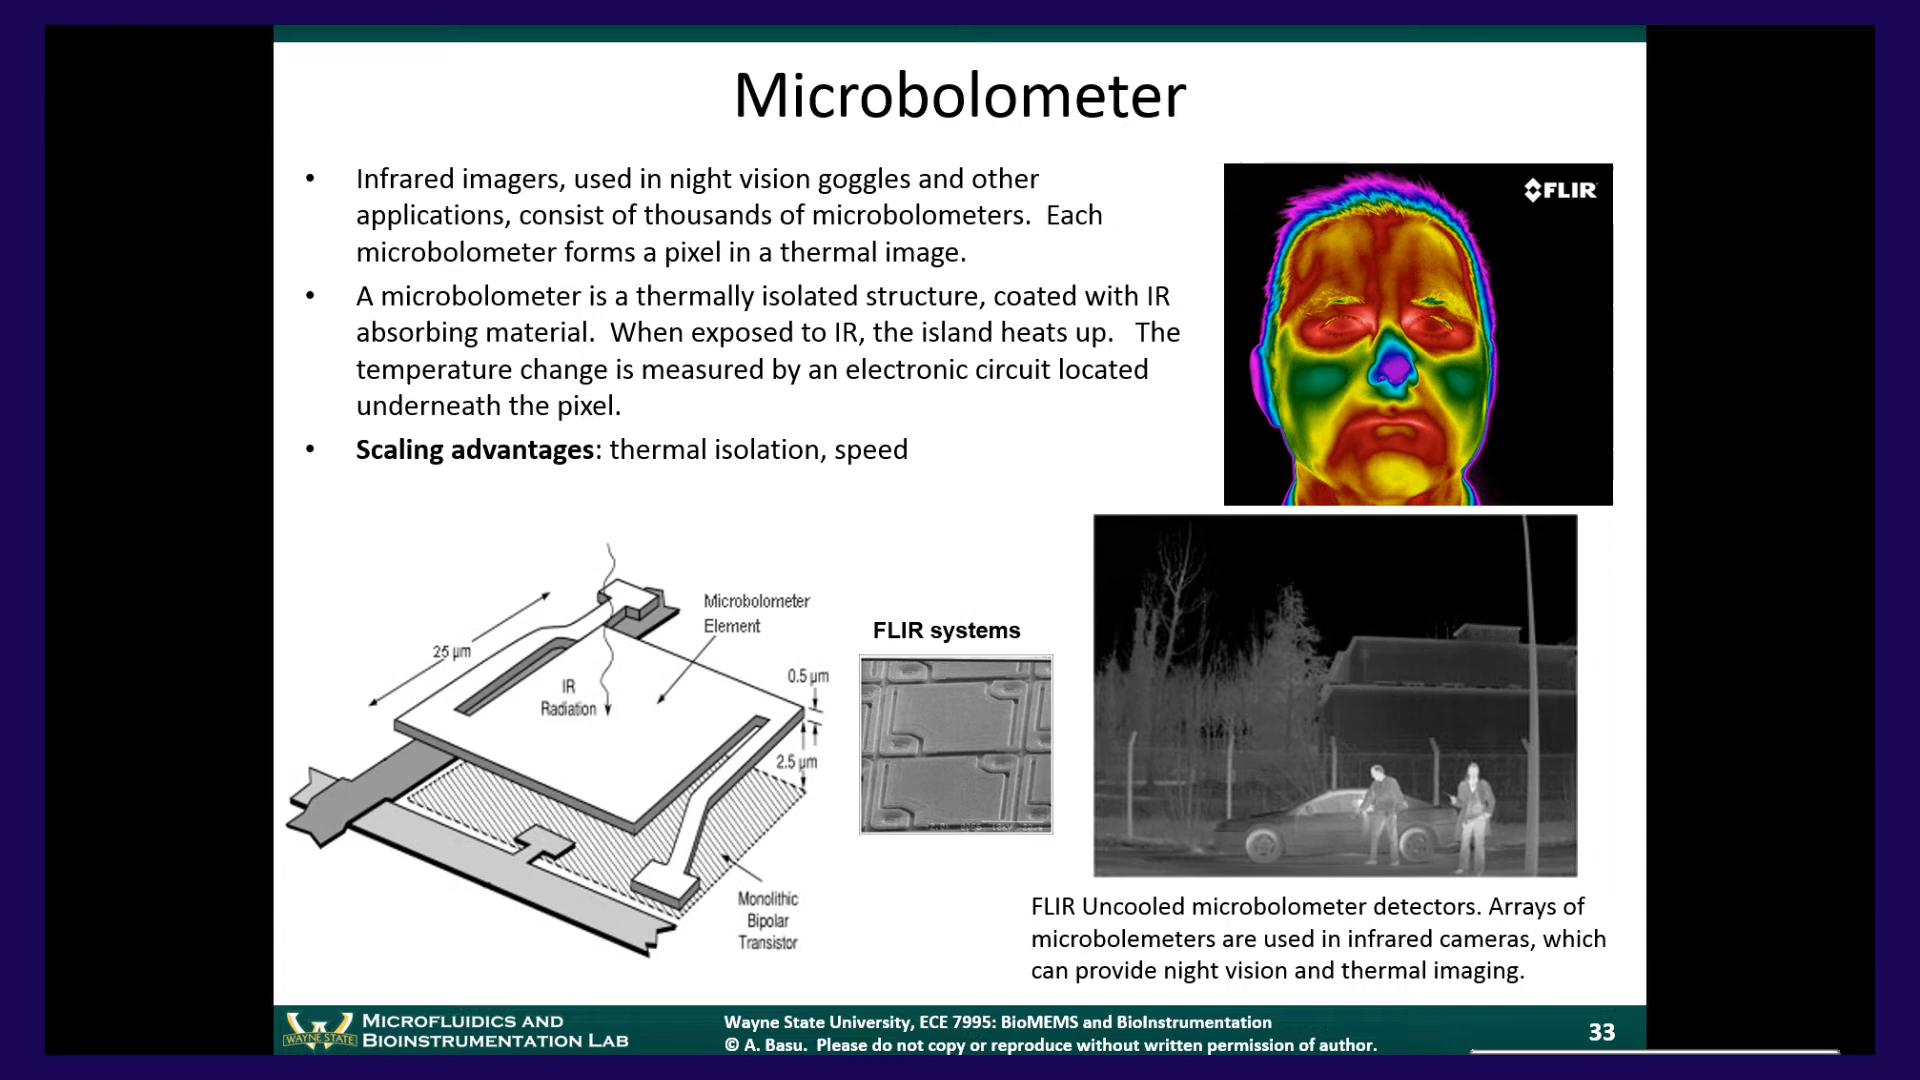 Microbolometer
• Infrared imagers, used in night vision goggles and other
applications, consist of thousands of microbolometers. Each
microbolometer forms a pixel in a thermal image.
• A microbolometer is a thermally isolated structure, coated with IR
absorbing material. When exposed to IR, the island heats up. The
temperature change is measured by an electronic circuit located
underneath the pixel.
• Scaling advantages: thermal isolation, speed
FLIR
25 µm
IR
Radiation
Microbolometer
Element
0.5 µm
2.5 µm
Monolithic
Bipolar
Transistor
FLIR systems
FLIR Uncooled microbolometer detectors. Arrays of
microbolemeters are used in infrared cameras, which
can provide night vision and thermal imaging.
WAYNE STATE
MICROFLUIDICS AND
BIOINSTRUMENTATION LAB
Wayne State University, ECE 7995: BioMEMS and BioInstrumentation
© A. Basu. Please do not copy or reproduce without written permission of author.
33